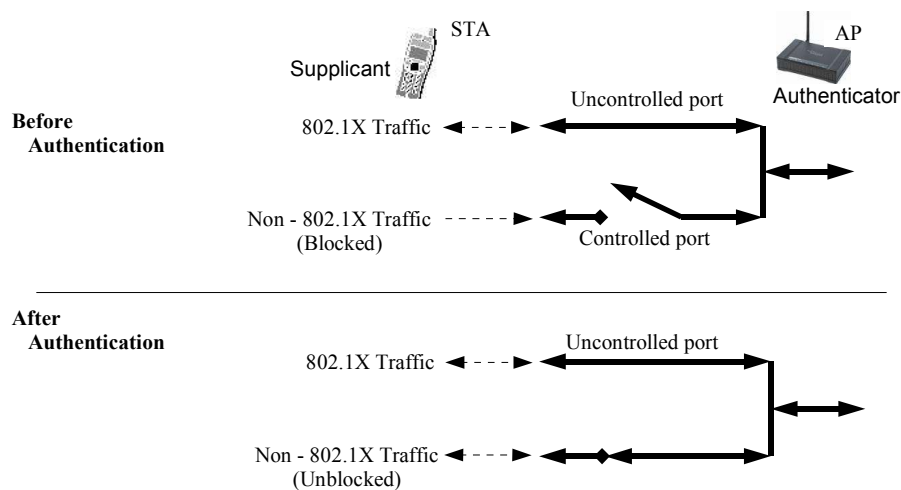 STA
AP
Supplicant
Authenticator
Before
Authentication
Uncontrolled port
802.1X Traffic
Non - 802.1X Traffic
(Blocked)
Controlled port
After
Authentication
Uncontrolled port
802.1X Traffic
Non - 802.1X Traffic
(Unblocked)